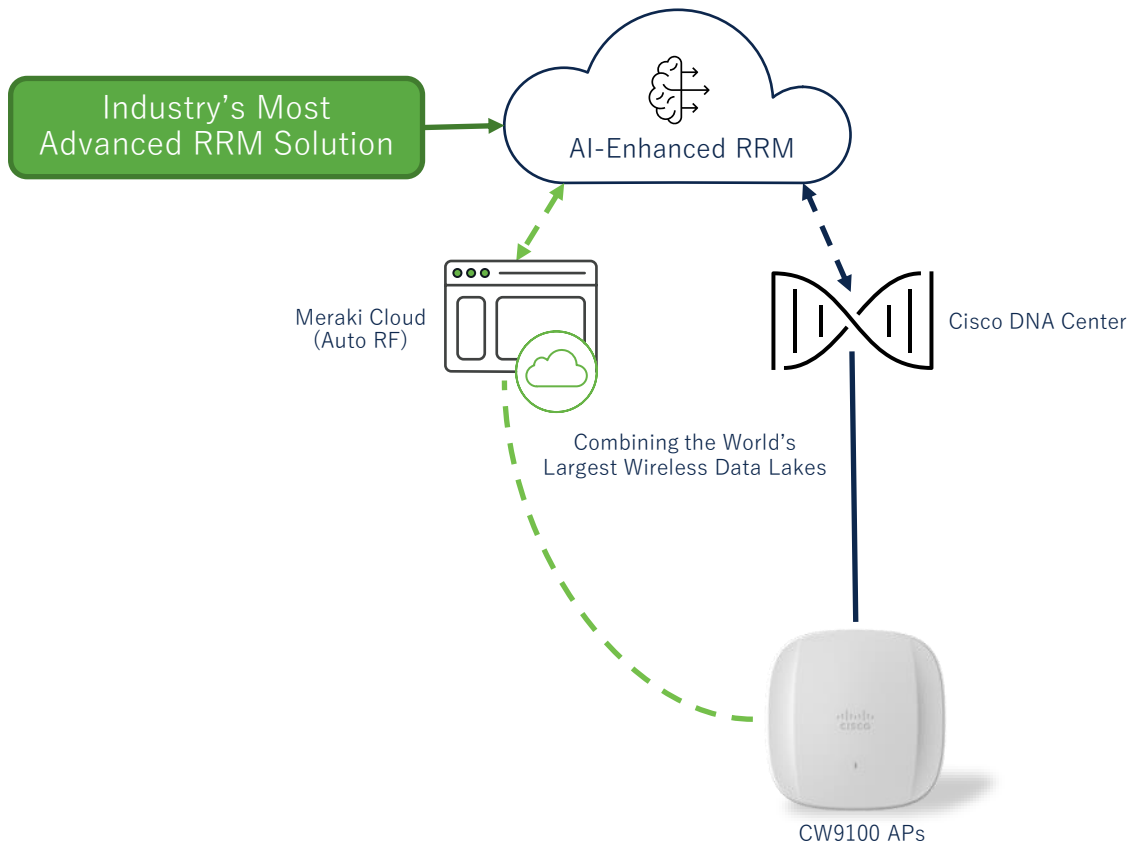 Industry’s Most
Advanced RRM Solution
AI-Enhanced RRM
Meraki Cloud
(Auto RF)
Cisco DNA Center
Combining the World’s
Largest Wireless Data Lakes
CISCO
CW9100 APs